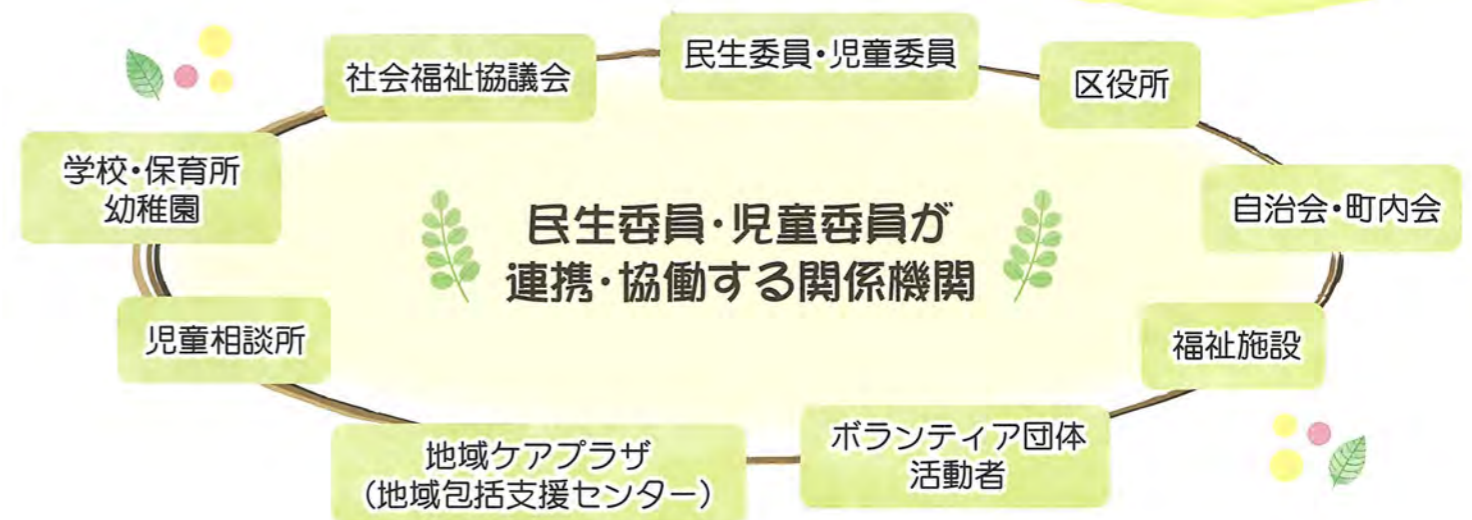 民生委員・児童委員
社会福祉協議会
区役所
学校・保育所
幼稚園
自治会・町内会
民生委員・児童委員が
連携・協働する関係機関
児童相談所
福祉施設
地域ケアプラザ
（地域包括支援センター）
ボランティア団体
活動者